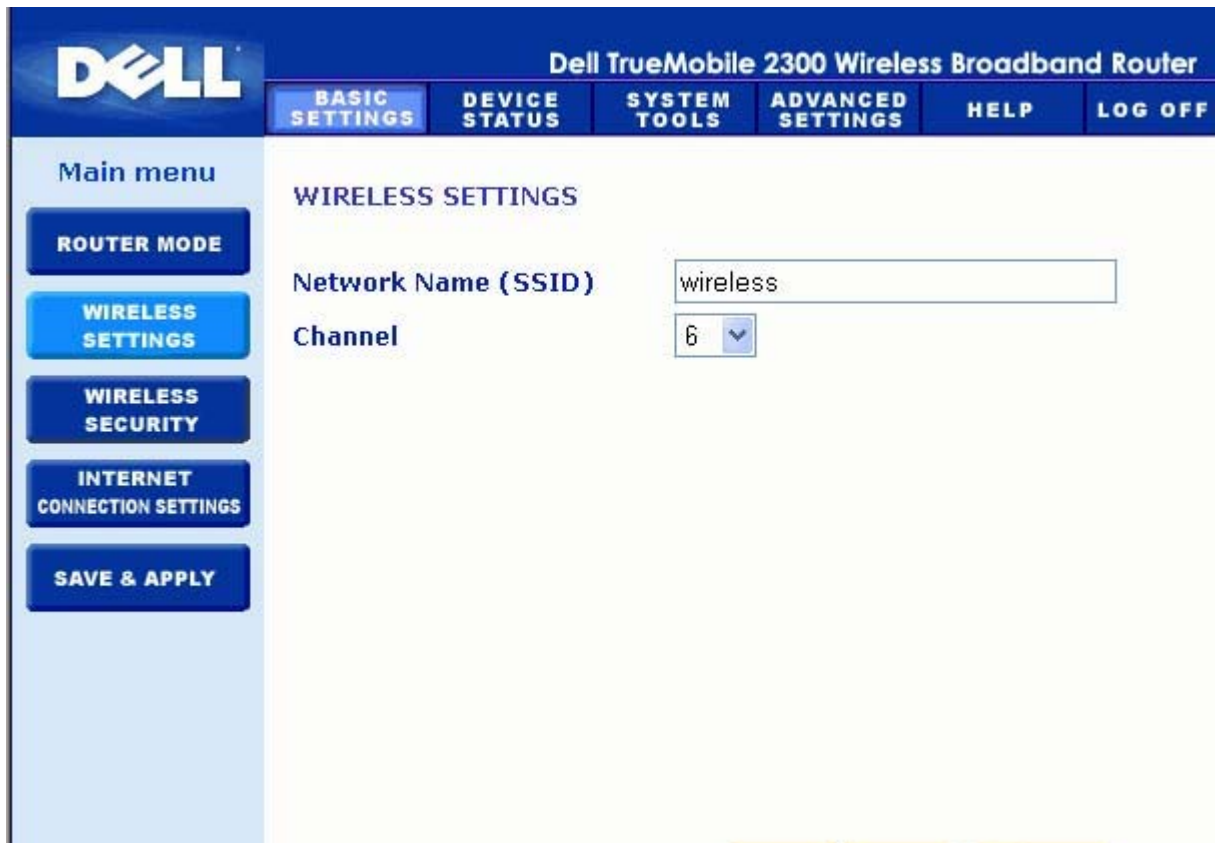 DELL
Dell TrueMobile 2300 Wireless Broadband Router
BASIC SETTINGS
DEVICE STATUS
SYSTEM TOOLS
ADVANCED SETTINGS
HELP
LOG OFF
Main menu
ROUTER MODE
WIRELESS SETTINGS
WIRELESS SECURITY
INTERNET CONNECTION SETTINGS
SAVE & APPLY
WIRELESS SETTINGS
Network Name (SSID) wireless
Channel 6